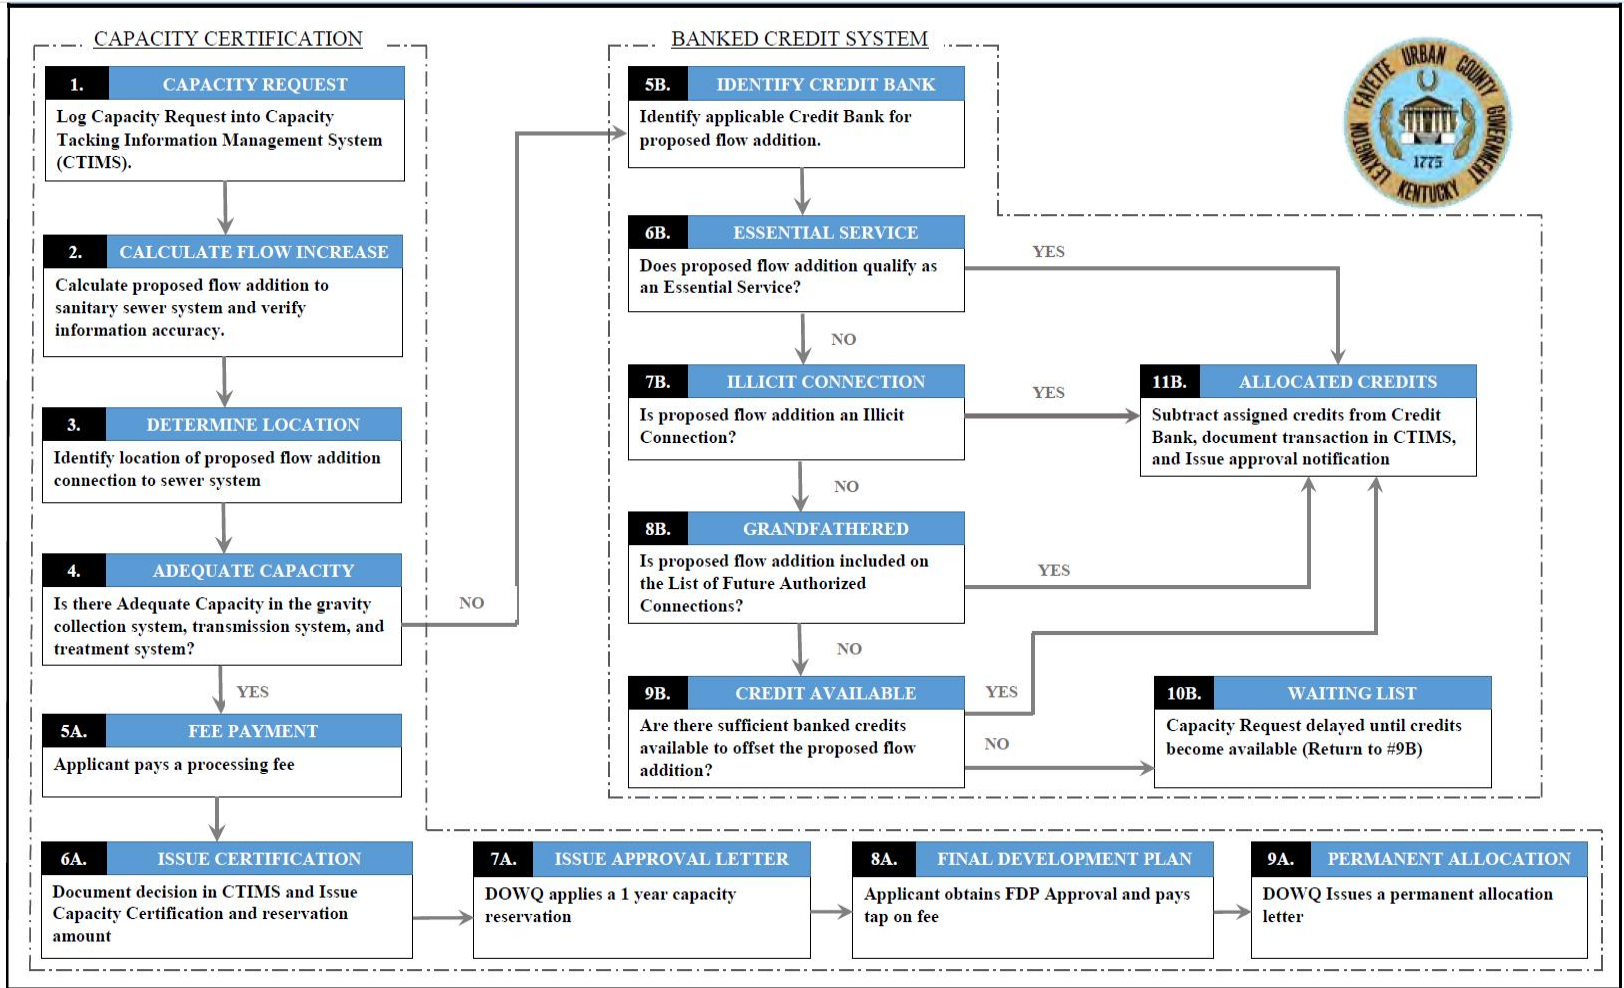 CAPACITY CERTIFICATION
1. CAPACITY REQUEST
Log Capacity Request into Capacity
Tacking Information Management System
(CTIMS).
2. CALCULATE FLOW INCREASE
Calculate proposed flow addition to
sanitary sewer system and verify
information accuracy.
3. DETERMINE LOCATION
Identify location of proposed flow addition
connection to sewer system
4. ADEQUATE CAPACITY
Is there Adequate Capacity in the gravity
collection system, transmission system, and
treatment system?
NO
YES
5A. FEE PAYMENT
Applicant pays a processing fee
6A. ISSUE CERTIFICATION
Document decision in CTIMS and Issue
Capacity Certification and reservation
amount
7A. ISSUE APPROVAL LETTER
DOWQ applies a 1 year capacity
reservation
8A. FINAL DEVELOPMENT PLAN
Applicant obtains FDP Approval and pays
tap on fee
9A. PERMANENT ALLOCATION
DOWQ Issues a permanent allocation
letter
BANKED CREDIT SYSTEM
5B. IDENTIFY CREDIT BANK
Identify applicable Credit Bank for
proposed flow addition.
6B. ESSENTIAL SERVICE
Does proposed flow addition qualify as
an Essential Service?
YES
NO
7B. ILLICIT CONNECTION
Is proposed flow addition an Illicit
Connection?
YES
NO
8B. GRANDFATHERED
Is proposed flow addition included on
the List of Future Authorized
Connections?
YES
NO
9B. CREDIT AVAILABLE
Are there sufficient banked credits
available to offset the proposed flow
addition?
YES
NO
10B. WAITING LIST
Capacity Request delayed until credits
become available (Return to #9B)
11B. ALLOCATED CREDITS
Subtract assigned credits from Credit
Bank, document transaction in CTIMS,
and Issue approval notification
LEXINGTON FAYETTE URBAN COUNTY GOVERNMENT
1775
KENTUCKY